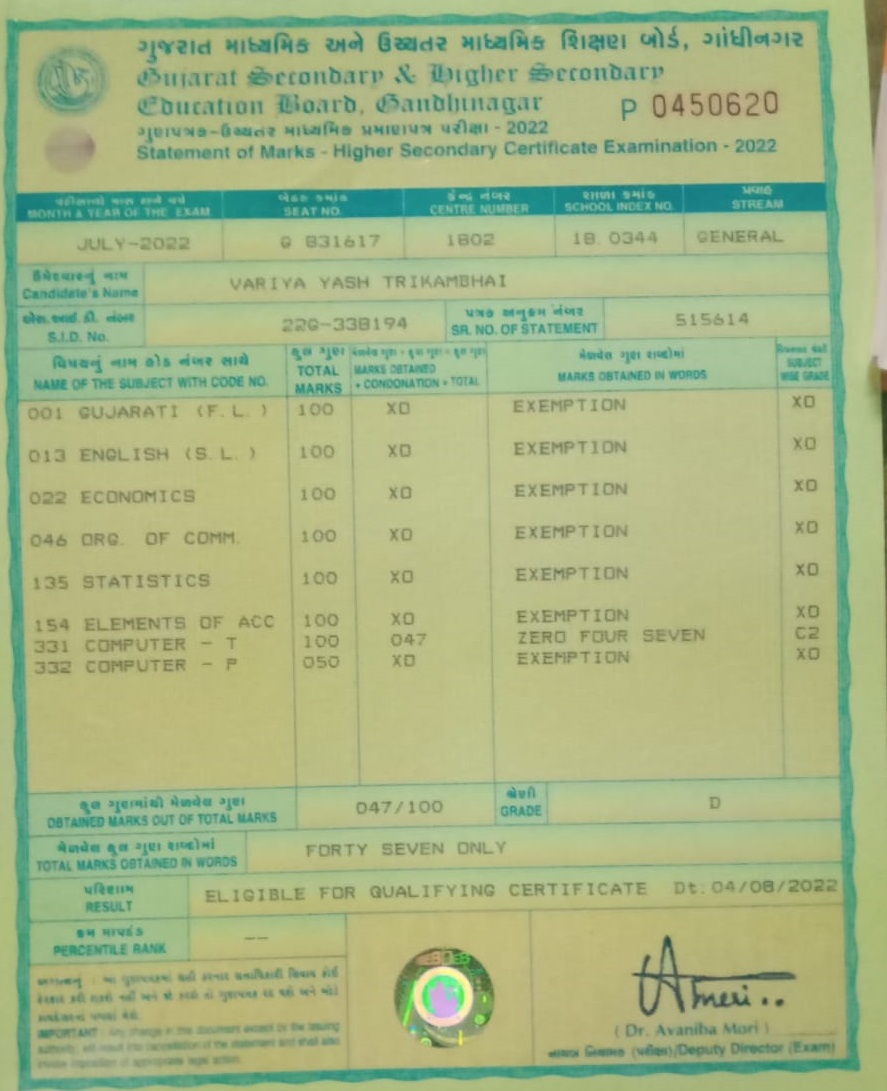 ગુજરાત માધ્યમિક અને ઉચ્ચતર માધ્યમિક શિક્ષણ બોર્ડ, ગાંધીનગર
Gujarat Secondary & Higher Secondary
Education Board, Gandhinagar
P 0450620
ગુણપત્રક-ઉચ્ચતર માધ્યમિક પ્રમાણપત્ર પરીક્ષા - 2022
Statement of Marks - Higher Secondary Certificate Examination - 2022
પરીક્ષાનો માસ અને વર્ષ બેઠક ક્રમાંક કેન્દ્ર નંબર શાળા ક્રમાંક પ્રવાહ
MONTH & YEAR OF THE EXAM. SEAT NO. CENTRE NUMBER SCHOOL INDEX NO. STREAM
JULY-2022 G 831617 1802 18. 0344 GENERAL
ઉમેદવારનું નામ
Candidate's Name VARIYA YASH TRIKAMBHAI
એસ.આઈ.ડી. નંબર 22G-338194 પત્રક અનુક્રમ નંબર 515614
S.I.D. No. SR. NO. OF STATEMENT
વિષયનું નામ કોડ નંબર સાથે કુલ ગુણ મેળવેલ ગુણ શબ્દોમાં
NAME OF THE SUBJECT WITH CODE NO. TOTAL MARKS MARKS OBTAINED + CONDONATION = TOTAL MARKS OBTAINED IN WORDS SUBJECT WISE GRADE
001 GUJARATI (F. L. ) 100 XO EXEMPTION XO
013 ENGLISH (S. L. ) 100 XO EXEMPTION XO
022 ECONOMICS 100 XO EXEMPTION XO
046 ORG. OF COMM. 100 XO EXEMPTION XO
135 STATISTICS 100 XO EXEMPTION XO
154 ELEMENTS OF ACC 100 XO EXEMPTION XO
331 COMPUTER - T 100 047 ZERO FOUR SEVEN C2
332 COMPUTER - P 050 XO EXEMPTION XO
કુલ ગુણમાંથી મેળવેલ ગુણ 047/100 શ્રેણી D
OBTAINED MARKS OUT OF TOTAL MARKS GRADE
મેળવેલ કુલ ગુણ શબ્દોમાં FORTY SEVEN ONLY
TOTAL MARKS OBTAINED IN WORDS
પરિણામ ELIGIBLE FOR QUALIFYING CERTIFICATE Dt:04/08/2022
RESULT
ક્રમ માપદંડ --
PERCENTILE RANK
IMPORTANT : Any change in this document except by the issuing
authority, will result into cancellation of the statement and shall also
invoke imposition of appropriate legal action.
( Dr. Avaniba Mori )
નાયબ નિયામક (પરીક્ષા)/Deputy Director (Exam)